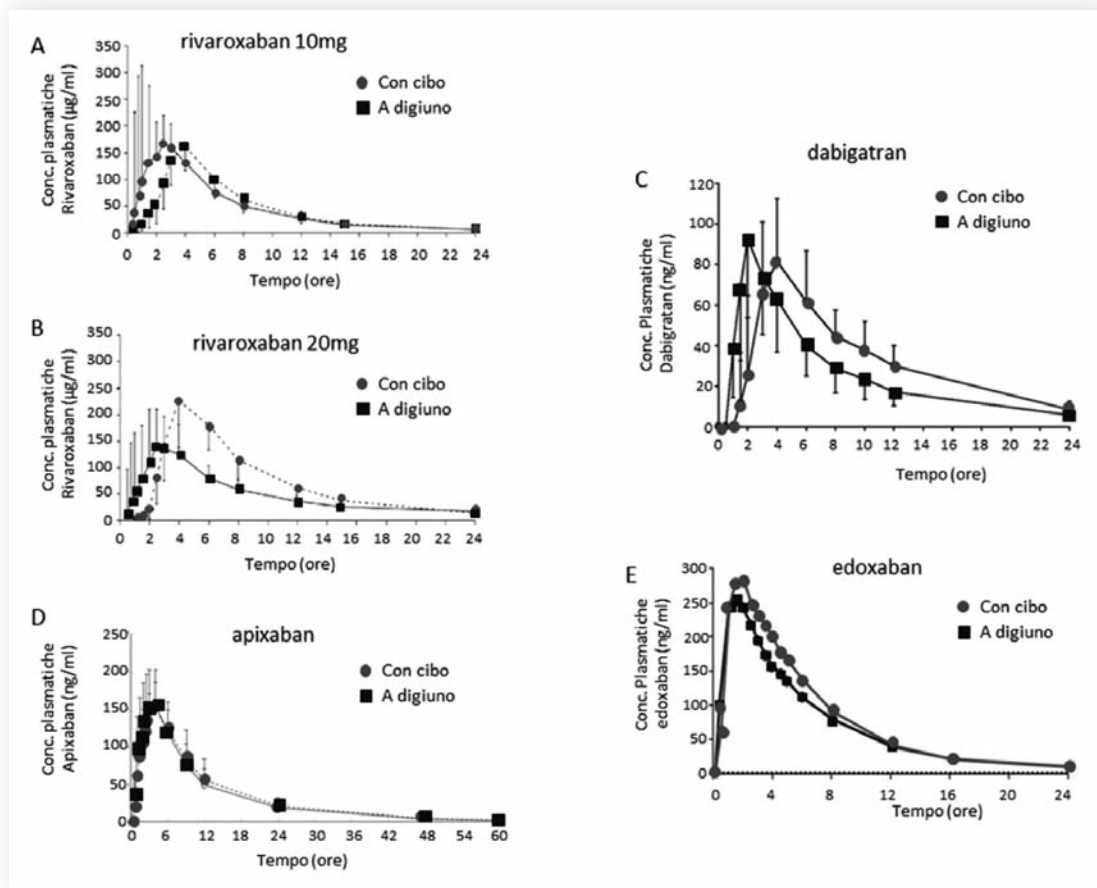 A
rivaroxaban 10mg
Conc. plasmatiche
Rivaroxaban (µg/ml)
350
300
250
200
150
100
50
0
Con cibo
A digiuno
0 2 4 6 8 10 12 14 16 18 20 22 24
Tempo (ore)
B
rivaroxaban 20mg
Conc. plasmatiche
Rivaroxaban (µg/ml)
350
300
250
200
150
100
50
0
Con cibo
A digiuno
0 2 4 6 8 10 12 14 16 18 20 22 24
Tempo (ore)
D
apixaban
Conc. plasmatiche
Apixaban (ng/ml)
250
200
150
100
50
0
Con cibo
A digiuno
0 6 12 18 24 30 36 42 48 54 60
Tempo (ore)
C
dabigatran
Conc. Plasmatiche
Dabigratan (ng/ml)
120
100
80
60
40
20
0
Con cibo
A digiuno
0 2 4 6 8 10 12 14 16 18 20 22 24
Tempo (ore)
E
edoxaban
Conc. Plasmatiche
edoxaban (ng/ml)
300
250
200
150
100
50
0
Con cibo
A digiuno
0 4 8 12 16 20 24
Tempo (ore)